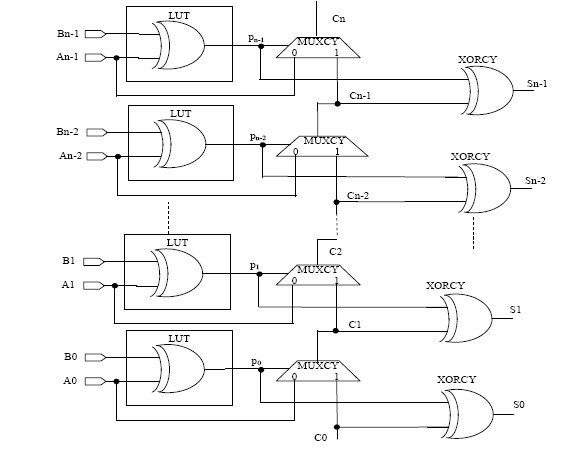 LUT Cn
Bn-1 pn-1 MUXCY
An-1 0 1 XORCY
Sn-1
Cn-1
LUT
Bn-2 pn-2 MUXCY
An-2 0 1 XORCY
Sn-2
Cn-2
LUT C2
B1 p1 MUXCY
A1 0 1 XORCY
S1
C1
LUT
B0 p0 MUXCY
A0 0 1 XORCY
S0
C0